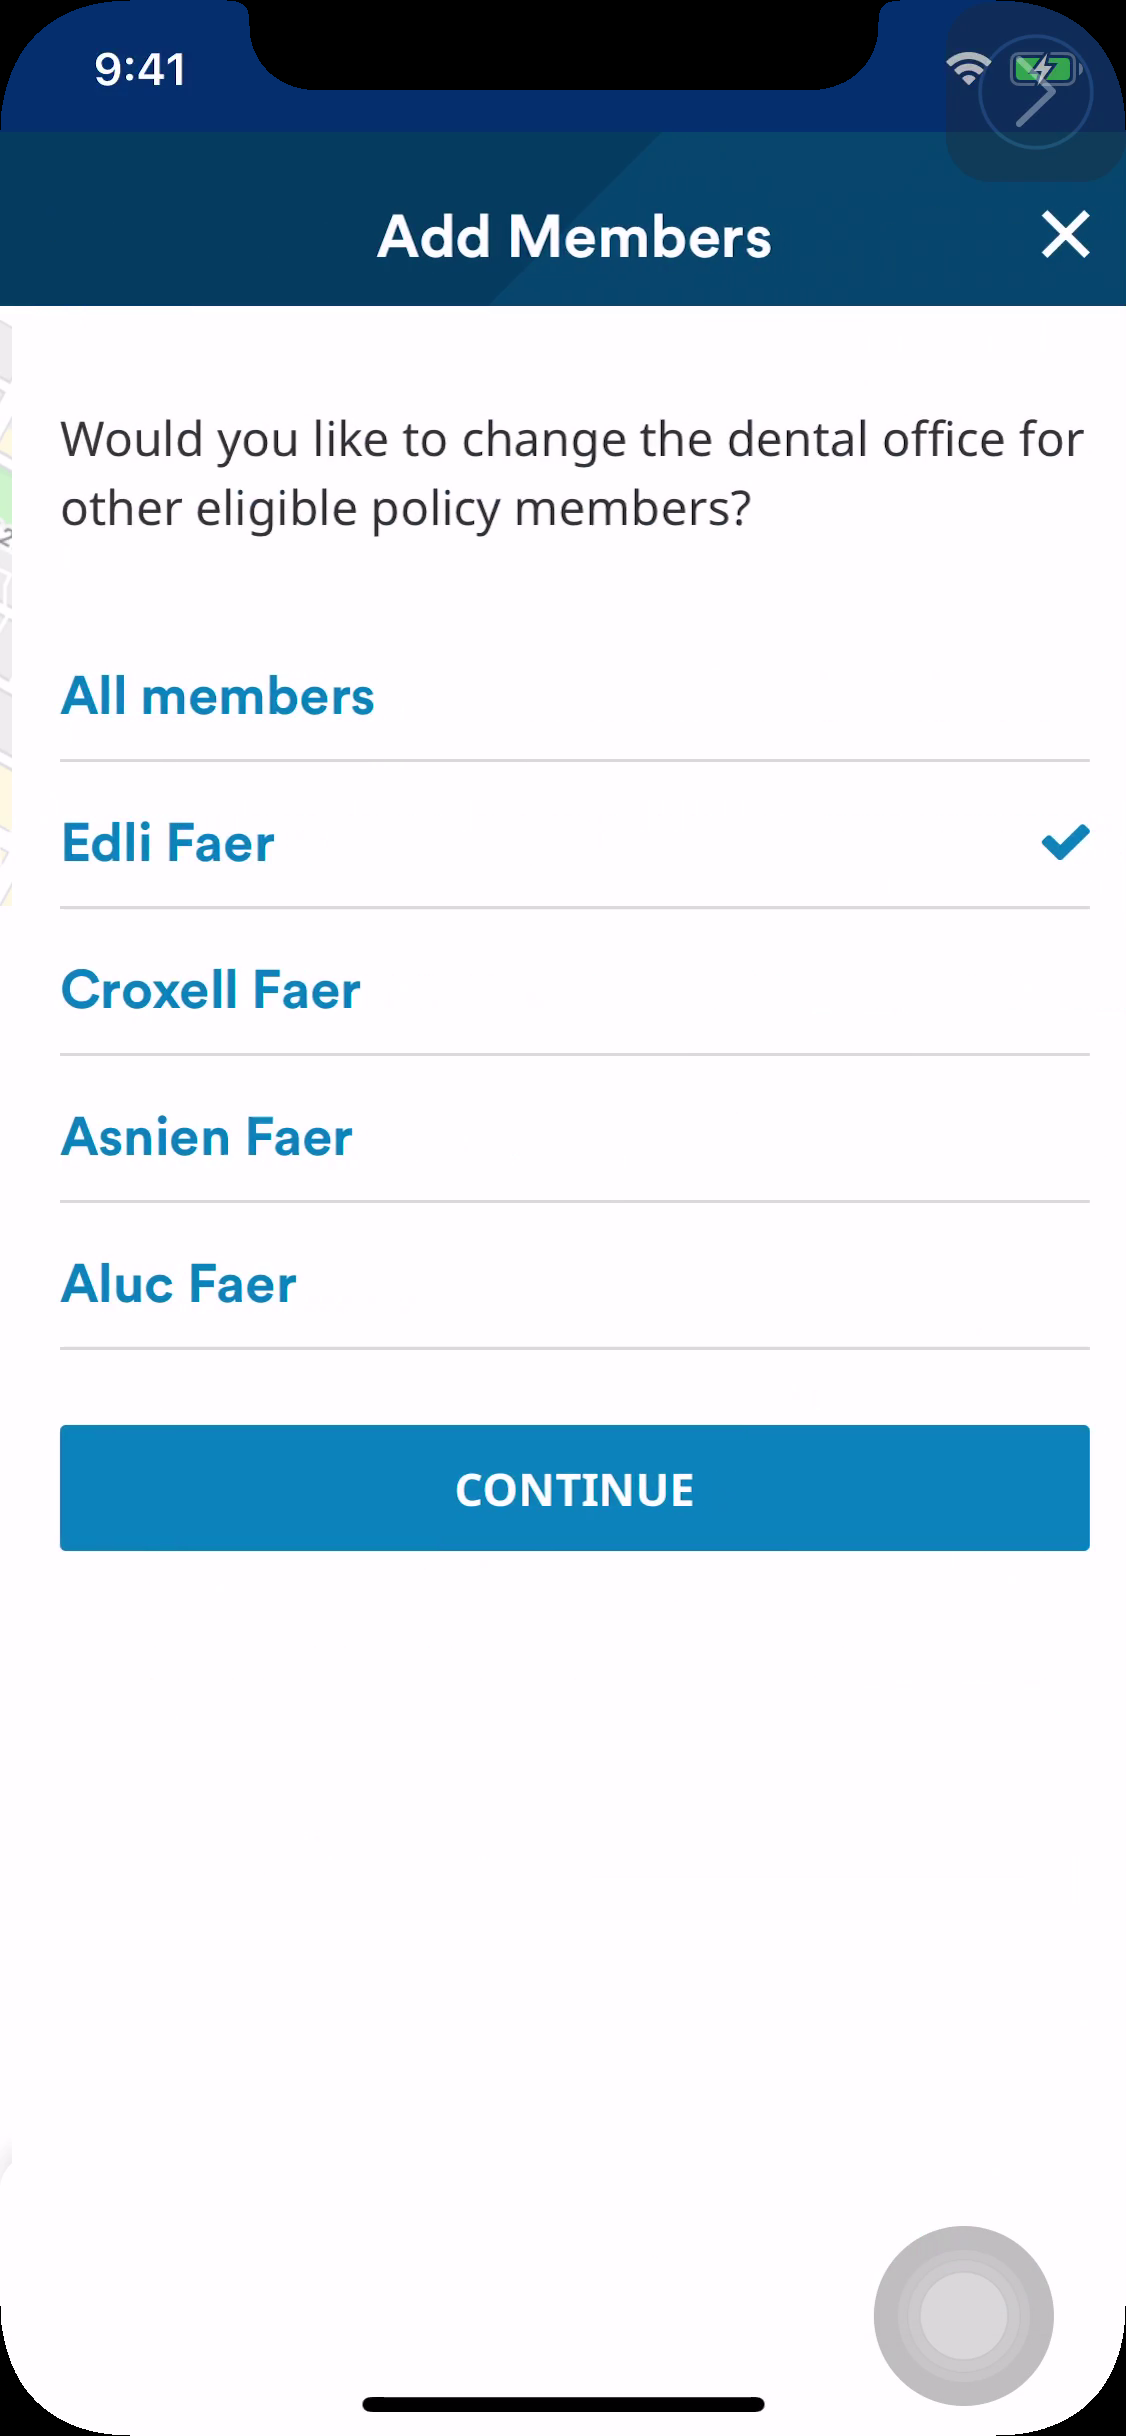 9:41
Add Members
Would you like to change the dental office for
other eligible policy members?
All members
Edli Faer
Croxell Faer
Asnien Faer
Aluc Faer
CONTINUE